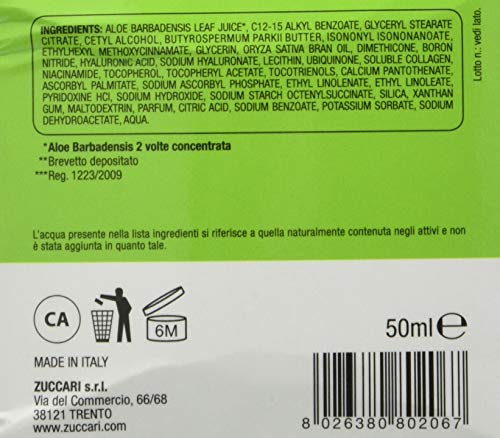 INGREDIENTS: ALOE BARBADENSIS LEAF JUICE*, C12-15 ALKYL BENZOATE, GLYCERYL STEARATE
CITRATE, CETYL ALCOHOL, BUTYROSPERMUM PARKII BUTTER, ISONONYL ISONONANOATE,
ETHYLHEXYL METHOXYCINNAMATE, GLYCERIN, ORYZA SATIVA BRAN OIL, DIMETHICONE, BORON
NITRIDE, HYALURONIC ACID, SODIUM HYALURONATE, LECITHIN, UBIQUINONE, SOLUBLE COLLAGEN,
NIACINAMIDE, TOCOPHEROL, TOCOPHERYL ACETATE, TOCOTRIENOLS, CALCIUM PANTOTHENATE,
ASCORBYL PALMITATE, SODIUM ASCORBYL PHOSPHATE, ETHYL LINOLENATE, ETHYL LINOLEATE,
PYRIDOXINE HCl, SODIUM HYDROXIDE, SODIUM STARCH OCTENYLSUCCINATE, SILICA, XANTHAN
GUM, MALTODEXTRIN, PARFUM, CITRIC ACID, SODIUM BENZOATE, POTASSIUM SORBATE, SODIUM
DEHYDROACETATE, AQUA.
Lotto n.: vedi lato.
*Aloe Barbadensis 2 volte concentrata
**Brevetto depositato
***Reg. 1223/2009
L'acqua presente nella lista ingredienti si riferisce a quella naturalmente contenuta negli attivi e non
è stata aggiunta in quanto tale.
CA
6M
50ml e
MADE IN ITALY
ZUCCARI s.r.l.
Via del Commercio, 66/68
38121 TRENTO
www.zuccari.com
8 026380 802067